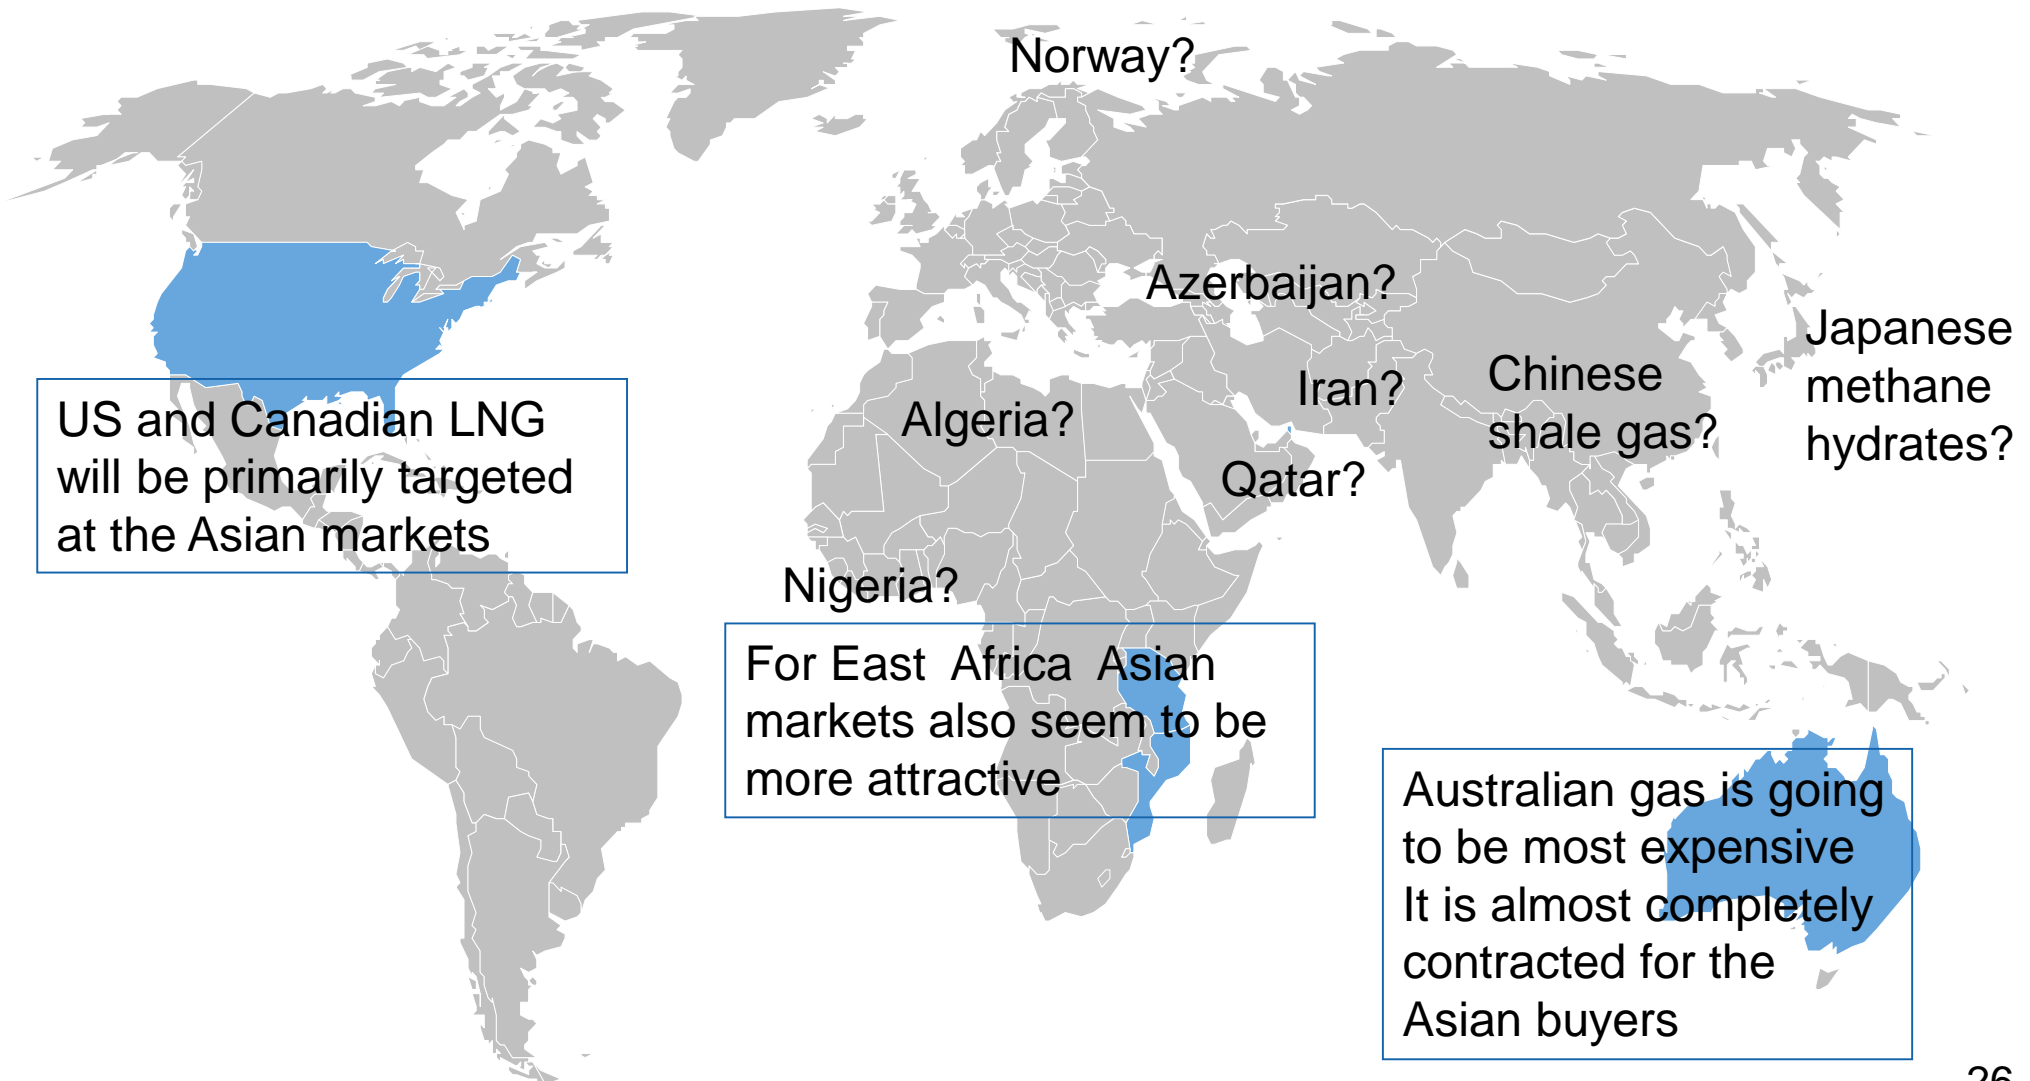 Norway?
Azerbaijan?
Japanese
methane
hydrates?
Iran?
Chinese
shale gas?
Algeria?
Qatar?
US and Canadian LNG
will be primarily targeted
at the Asian markets
Nigeria?
For East Africa Asian
markets also seem to be
more attractive
Australian gas is going
to be most expensive
It is almost completely
contracted for the
Asian buyers
26